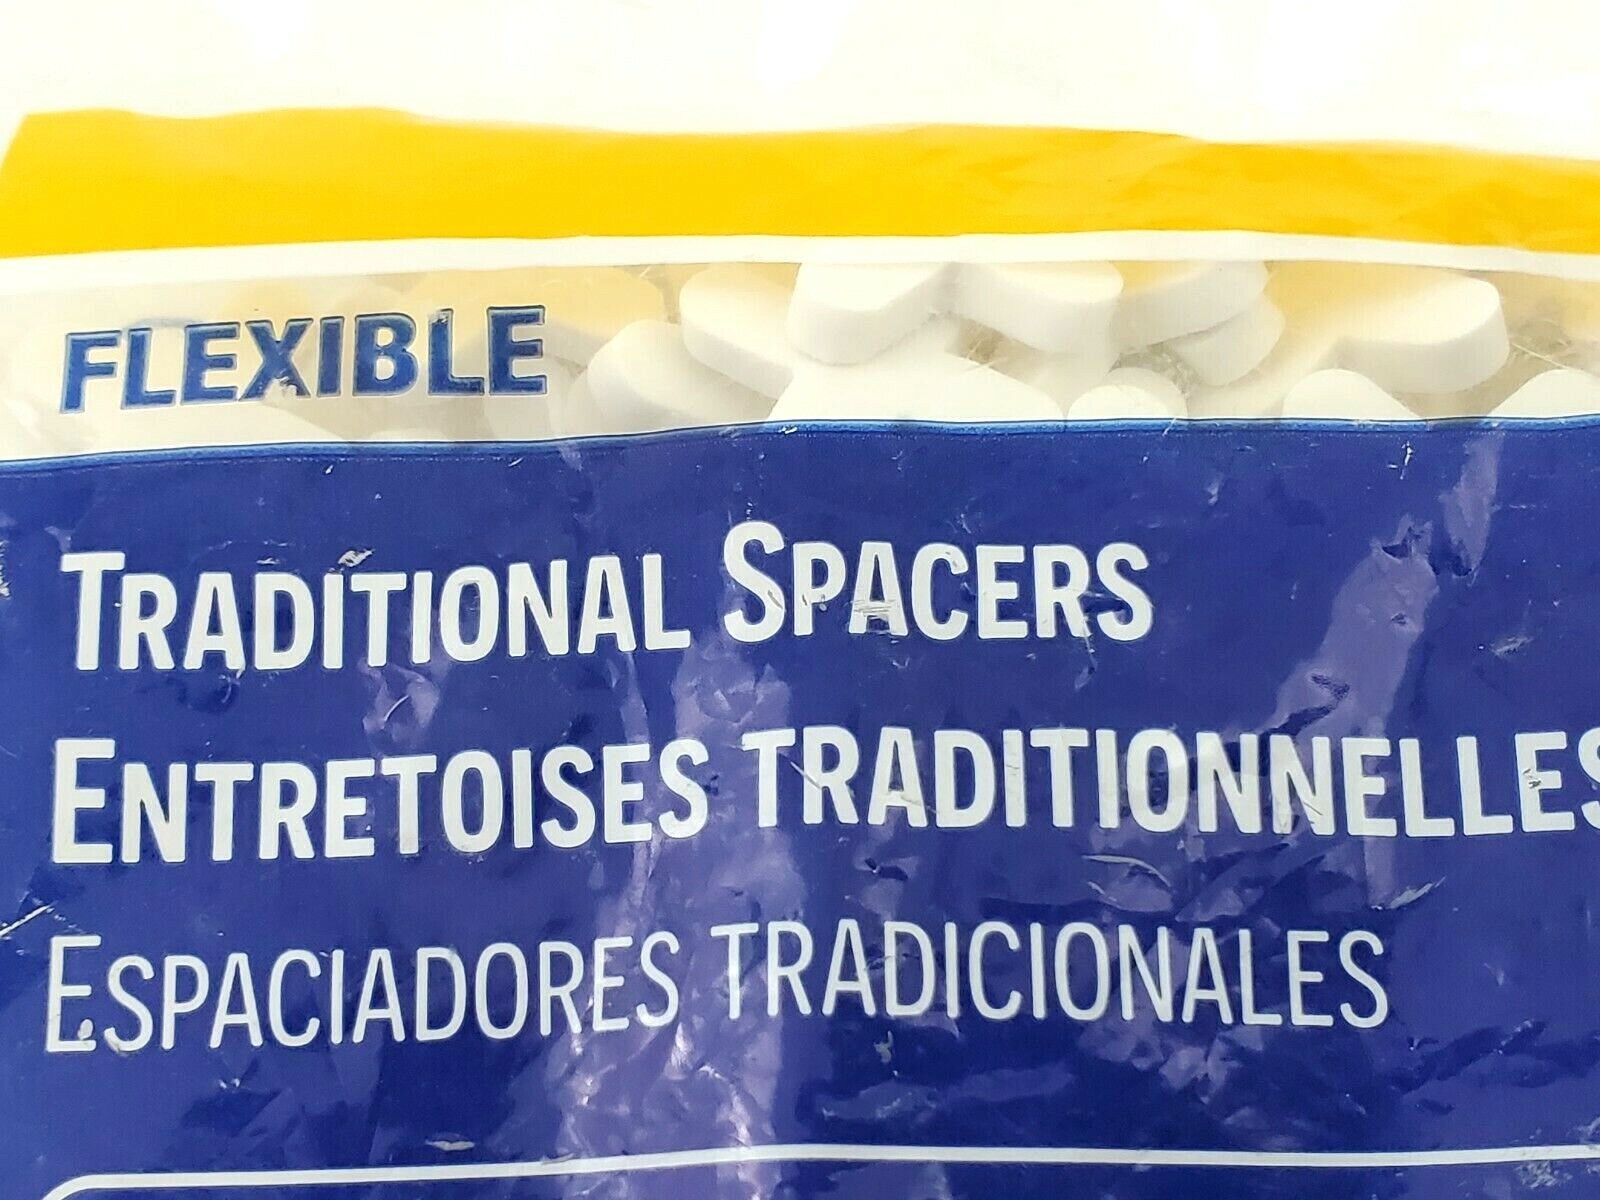 FLEXIBLE
TRADITIONAL SPACERS
ENTRETOISES TRADITIONNELLES
ESPACIADORES TRADICIONALES